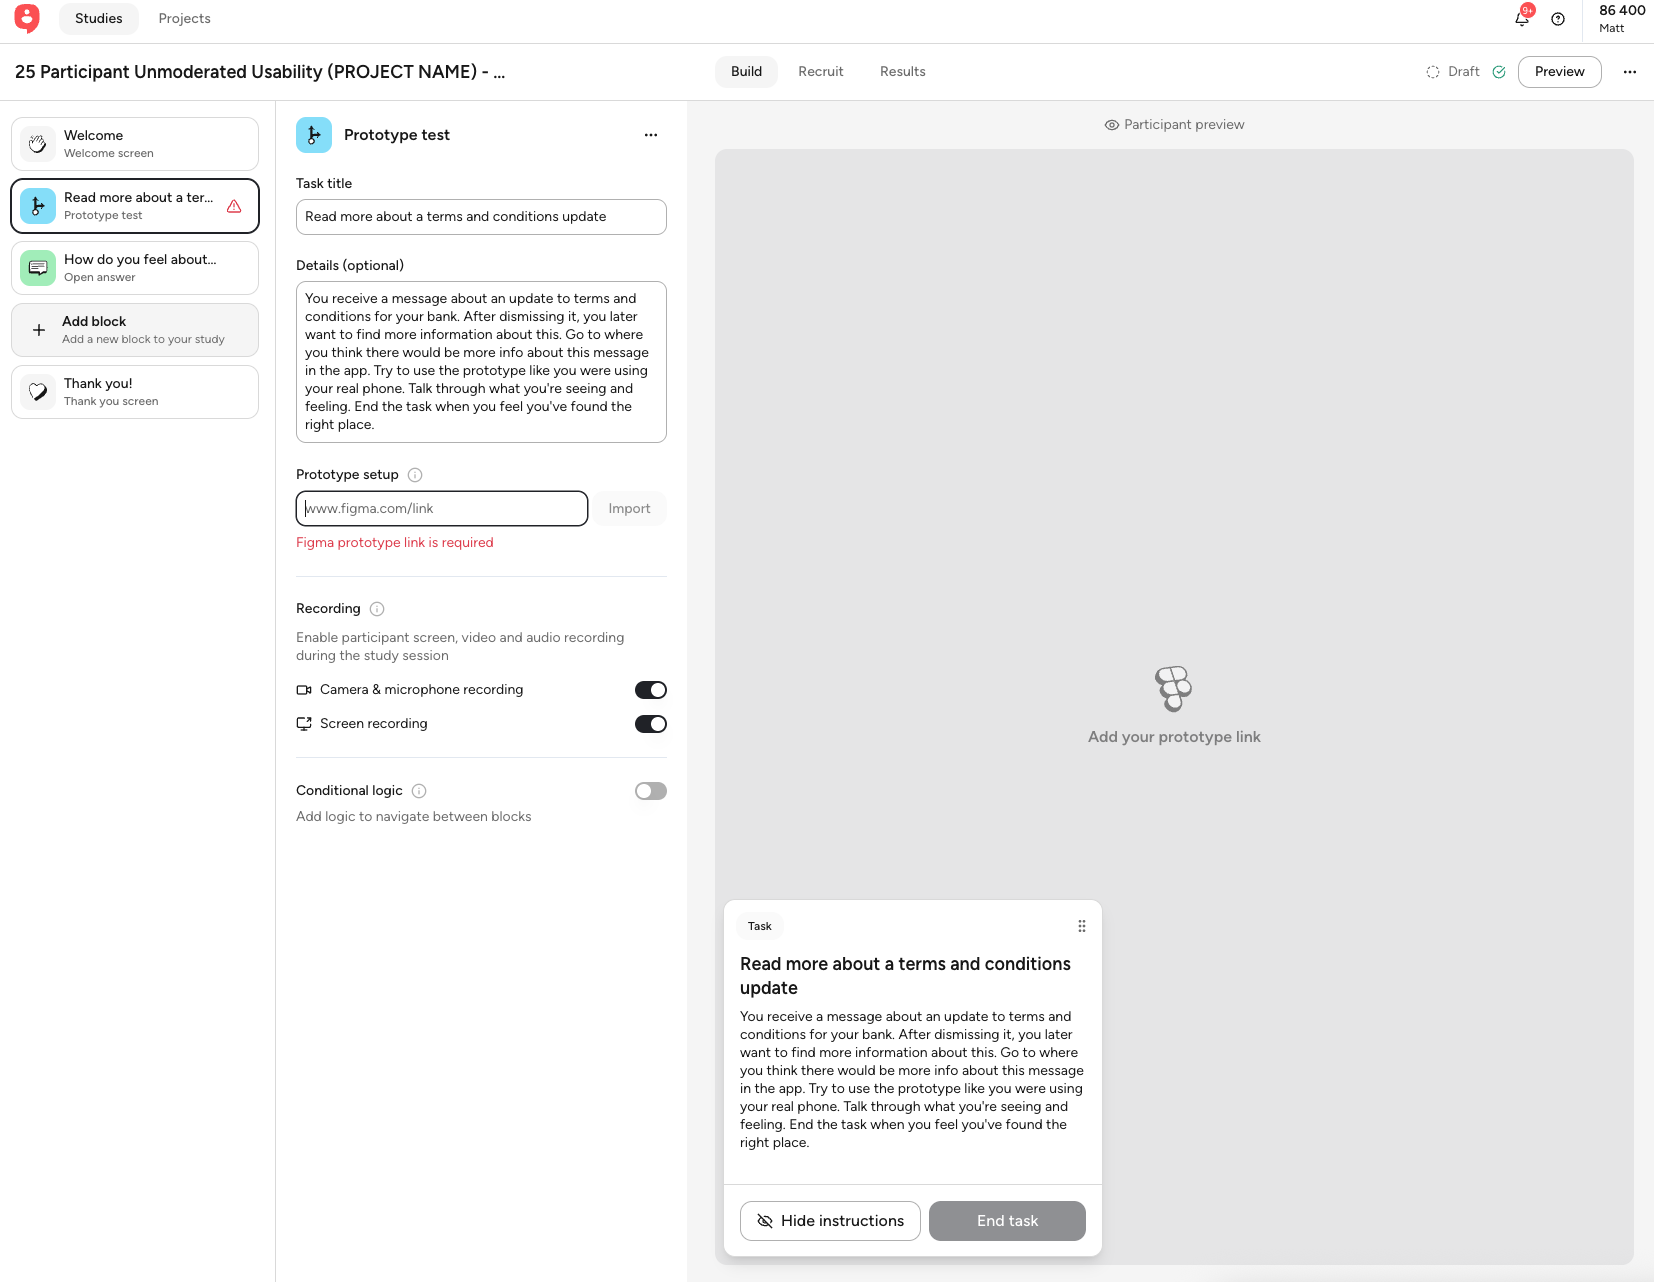 Studies
Projects
9+
86 400
Matt
25 Participant Unmoderated Usability (PROJECT NAME) - ...
Build
Recruit
Results
Draft
Preview
Welcome
Welcome screen
Read more about a ter...
Prototype test
How do you feel about...
Open answer
Add block
Add a new block to your study
Thank you!
Thank you screen
Prototype test
Task title
Read more about a terms and conditions update
Details (optional)
You receive a message about an update to terms and
conditions for your bank. After dismissing it, you later
want to find more information about this. Go to where
you think there would be more info about this message
in the app. Try to use the prototype like you were using
your real phone. Talk through what you're seeing and
feeling. End the task when you feel you've found the
right place.
Prototype setup
www.figma.com/link
Import
Figma prototype link is required
Recording
Enable participant screen, video and audio recording
during the study session
Camera & microphone recording
Screen recording
Conditional logic
Add logic to navigate between blocks
Participant preview
Add your prototype link
Task
Read more about a terms and conditions
update
You receive a message about an update to terms and
conditions for your bank. After dismissing it, you later
want to find more information about this. Go to where
you think there would be more info about this message
in the app. Try to use the prototype like you were using
your real phone. Talk through what you're seeing and
feeling. End the task when you feel you've found the
right place.
Hide instructions
End task